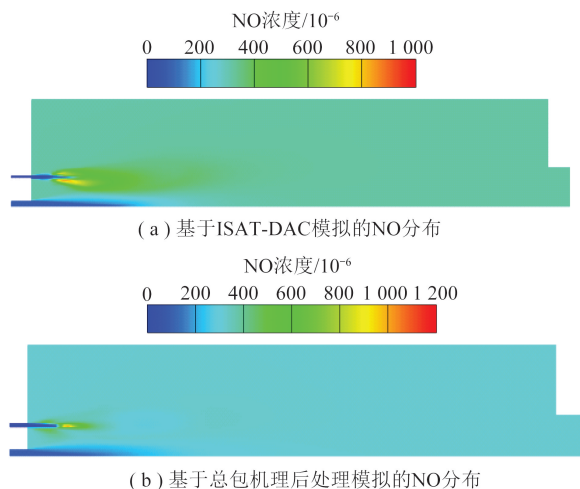 NO浓度/10⁻⁶
0 200 400 600 800 1 000
( a ) 基于ISAT-DAC模拟的NO分布
NO浓度/10⁻⁶
0 200 400 600 800 1 000 1 200
( b ) 基于总包机理后处理模拟的NO分布